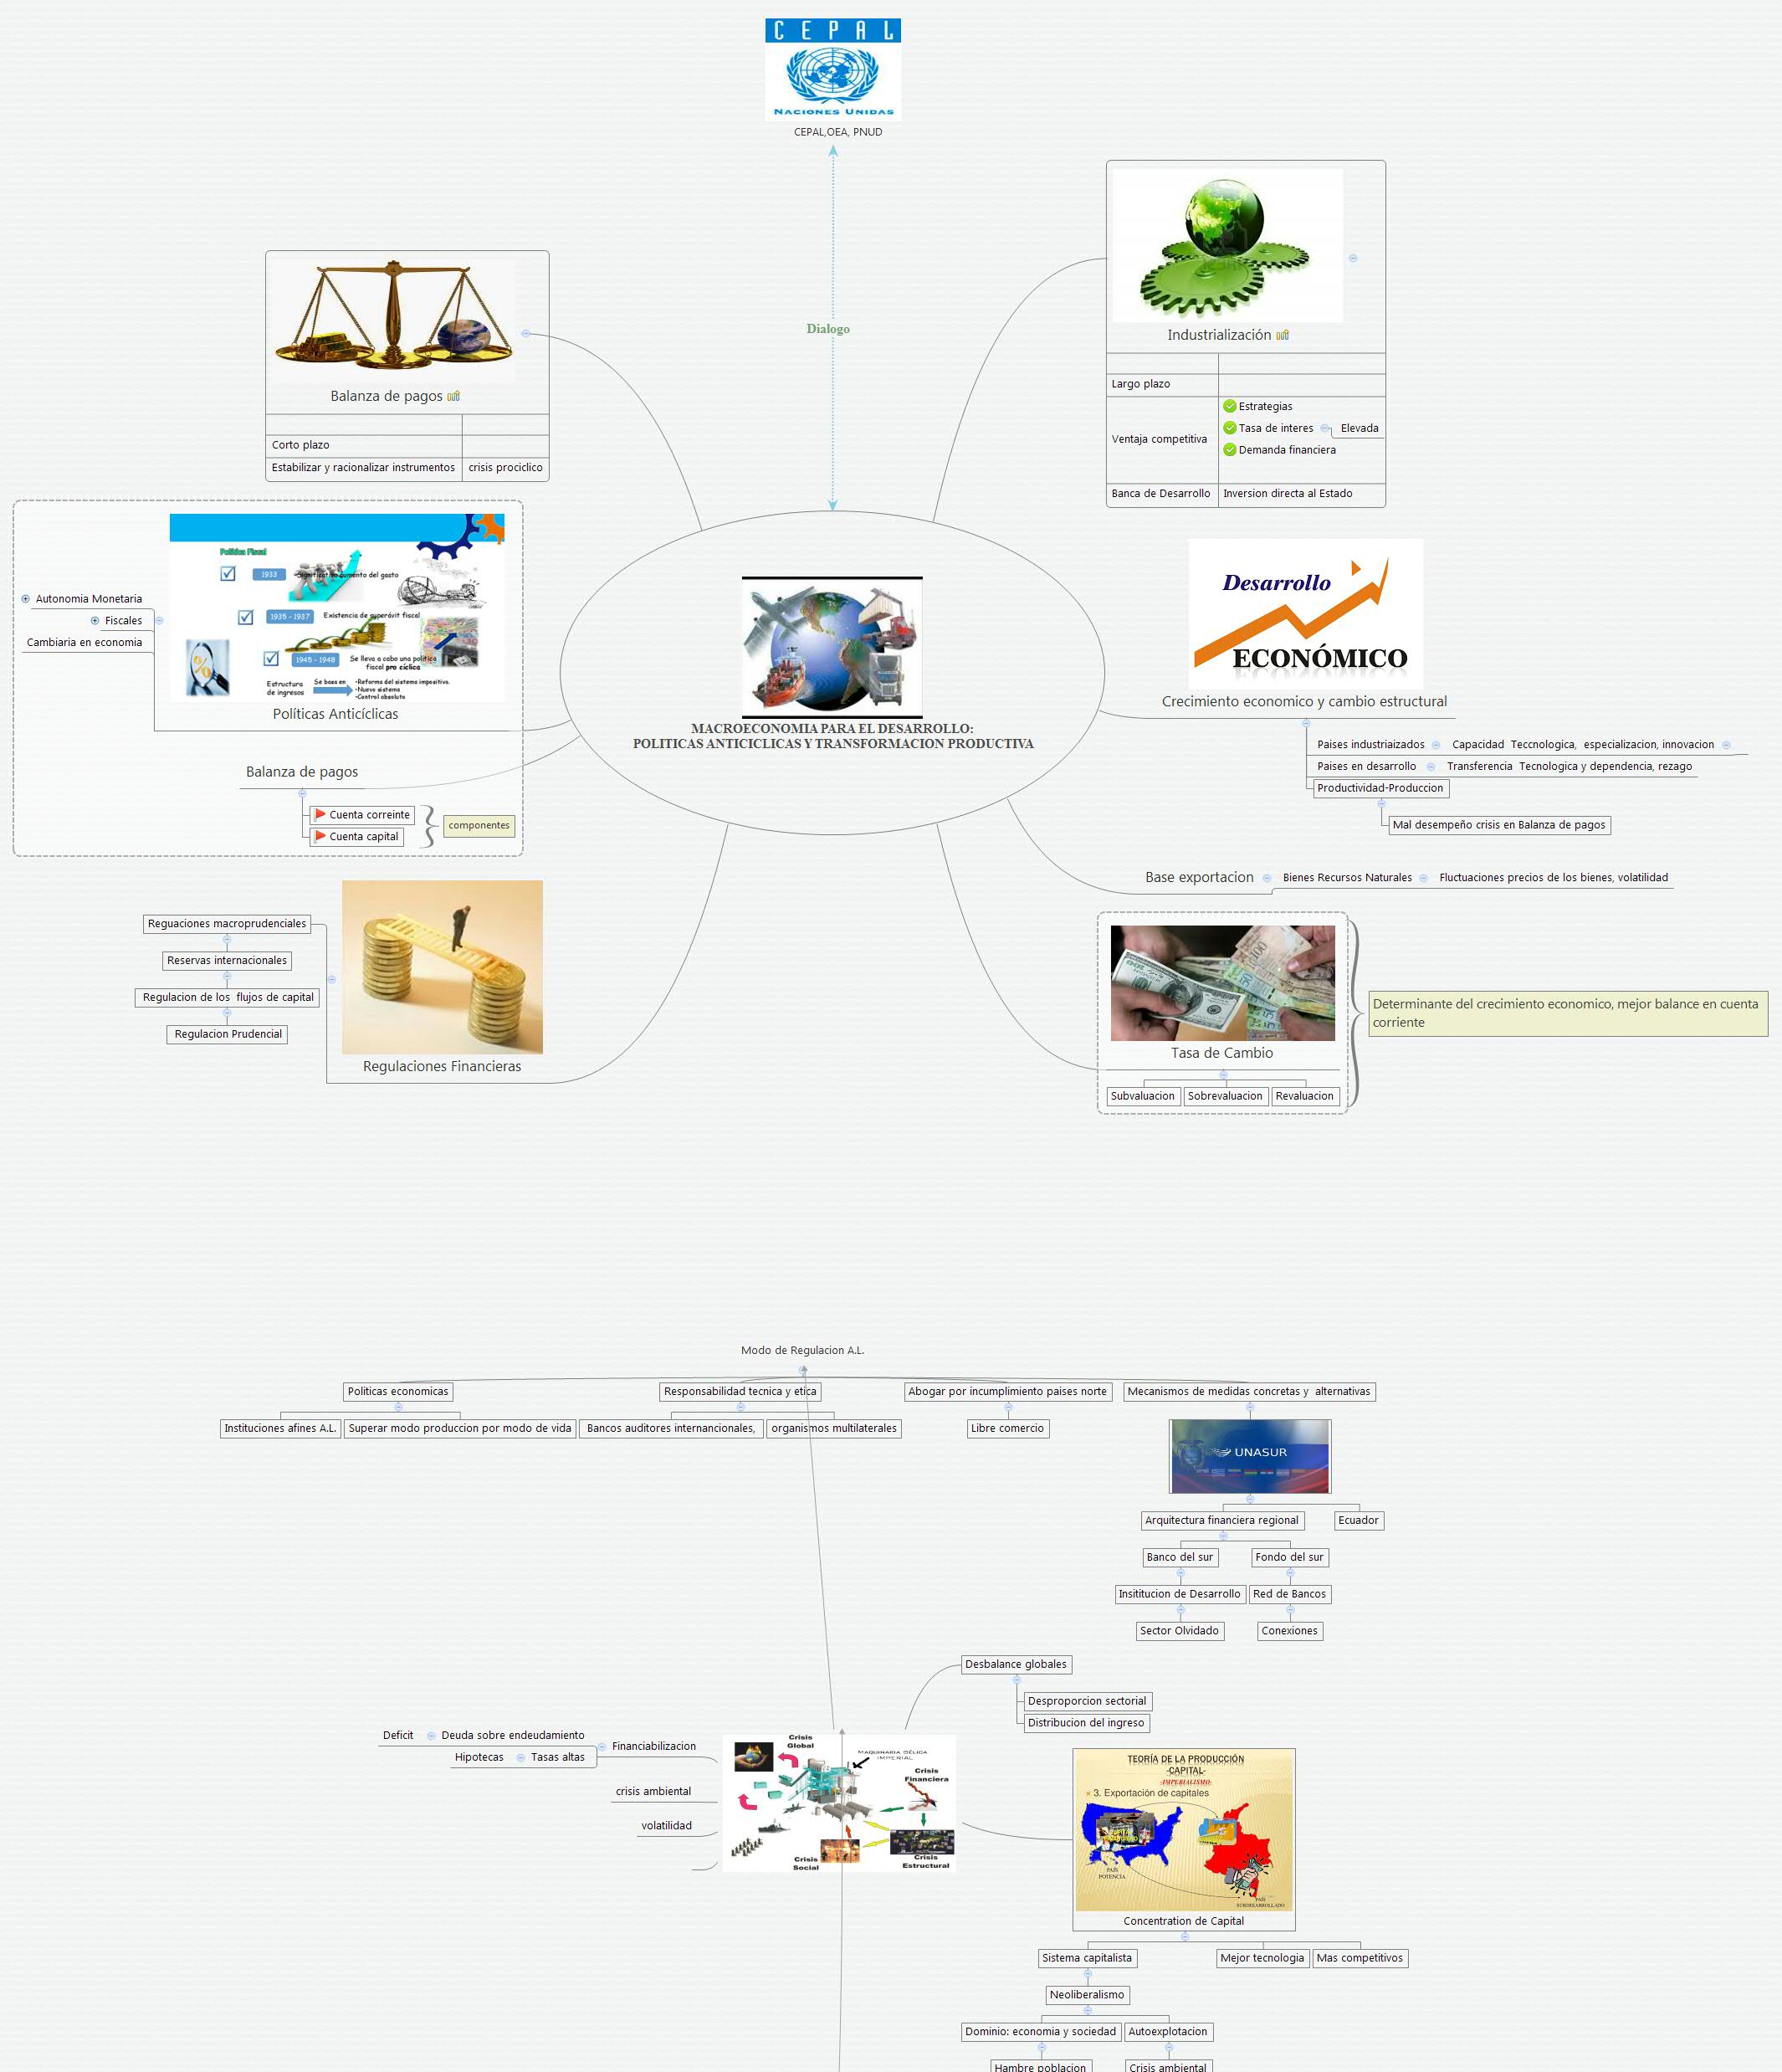 CEPAL
NACIONES UNIDAS
CEPAL,OEA, PNUD
Dialogo
Balanza de pagos
Corto plazo
Estabilizar y racionalizar instrumentos
crisis prociclico
Industrialización
Largo plazo
Ventaja competitiva
Estrategias
Tasa de interes
Elevada
Demanda financiera
Banca de Desarrollo
Inversion directa al Estado
Autonomia Monetaria
Fiscales
Cambiaria en economia
Política Fiscal
1933
Significativo aumento del gasto
1935 - 1937
Existencia de superávit fiscal
1945 - 1948
Se lleva a cabo una política
fiscal pro cíclica
Estructura
de ingresos
Se basa en
•Reforma del sistema impositivo.
•Nuevo sistema
•Control absoluto
Políticas Anticíclicas
Balanza de pagos
Cuenta correinte
Cuenta capital
componentes
MACROECONOMIA PARA EL DESARROLLO:
POLITICAS ANTICICLICAS Y TRANSFORMACION PRODUCTIVA
Desarrollo
ECONÓMICO
Crecimiento economico y cambio estructural
Paises industriaizados
Capacidad Teccnologica, especializacion, innovacion
Paises en desarrollo
Transferencia Tecnologica y dependencia, rezago
Productividad-Produccion
Mal desempeño crisis en Balanza de pagos
Base exportacion
Bienes Recursos Naturales
Fluctuaciones precios de los bienes, volatilidad
Reguaciones macroprudenciales
Reservas internacionales
Regulacion de los flujos de capital
Regulacion Prudencial
Regulaciones Financieras
Tasa de Cambio
Subvaluacion
Sobrevaluacion
Revaluacion
Determinante del crecimiento economico, mejor balance en cuenta
corriente
Modo de Regulacion A.L.
Politicas economicas
Responsabilidad tecnica y etica
Abogar por incumplimiento paises norte
Mecanismos de medidas concretas y alternativas
Instituciones afines A.L.
Superar modo produccion por modo de vida
Bancos auditores internancionales,
organismos multilaterales
Libre comercio
UNASUR
Arquitectura financiera regional
Ecuador
Banco del sur
Fondo del sur
Insititucion de Desarrollo
Red de Bancos
Sector Olvidado
Conexiones
Desbalance globales
Desproporcion sectorial
Distribucion del ingreso
Deficit
Deuda sobre endeudamiento
Hipotecas
Tasas altas
Financiabilizacion
crisis ambiental
volatilidad
Crisis
Global
MAQUINARIA BÉLICA
IMPERIAL
Crisis
Financiera
Crisis
Social
Crisis
Estructural
TEORÍA DE LA PRODUCCIÓN
-CAPITAL-
-IMPERIALISMO-
3. Exportación de capitales
PAÍS
POTENCIA
PAÍS
SUBDESARROLLADO
Concentration de Capital
Sistema capitalista
Mejor tecnologia
Mas competitivos
Neoliberalismo
Dominio: economia y sociedad
Autoexplotacion
Hambre poblacion
Crisis ambiental